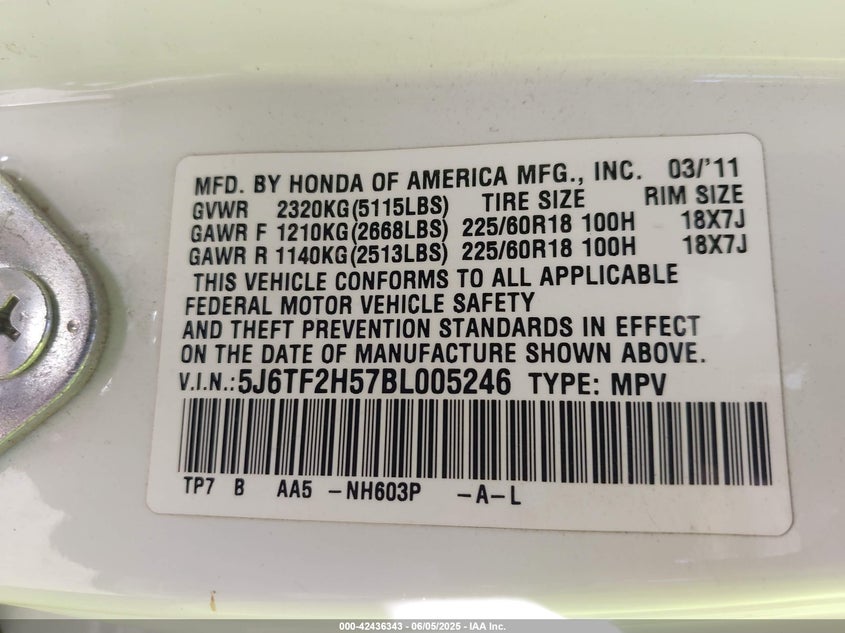 MFD. BY HONDA OF AMERICA MFG., INC. 03/'11
GVWR 2320KG(5115LBS) TIRE SIZE RIM SIZE
GAWR F 1210KG(2668LBS) 225/60R18 100H 18X7J
GAWR R 1140KG(2513LBS) 225/60R18 100H 18X7J
THIS VEHICLE CONFORMS TO ALL APPLICABLE
FEDERAL MOTOR VEHICLE SAFETY
AND THEFT PREVENTION STANDARDS IN EFFECT
ON THE DATE OF MANUFACTURE SHOWN ABOVE.
V.I.N.:5J6TF2H57BL005246 TYPE: MPV
TP7 B AA5 -NH603P -A-L
000-42436343 - 06/05/2025 - IAA Inc.